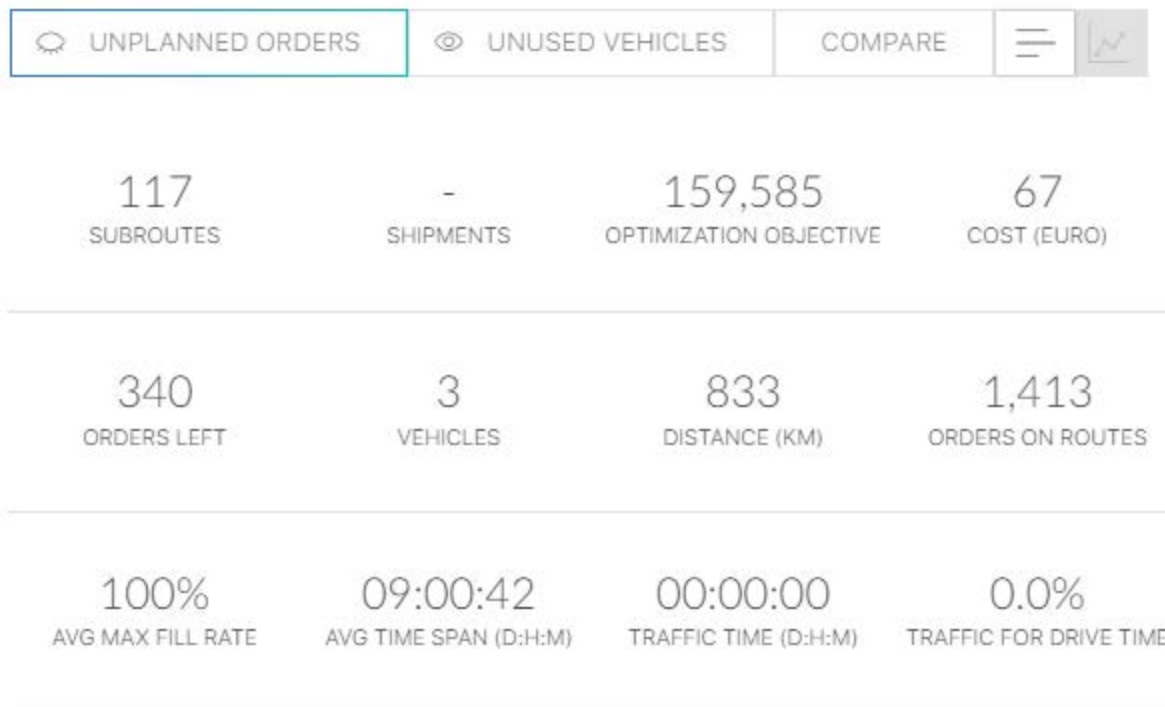 UNPLANNED ORDERS UNUSED VEHICLES COMPARE
117 - 159,585 67
SUBROUTES SHIPMENTS OPTIMIZATION OBJECTIVE COST (EURO)
340 3 833 1,413
ORDERS LEFT VEHICLES DISTANCE (KM) ORDERS ON ROUTES
100% 09:00:42 00:00:00 0.0%
AVG MAX FILL RATE AVG TIME SPAN (D:H:M) TRAFFIC TIME (D:H:M) TRAFFIC FOR DRIVE TIME